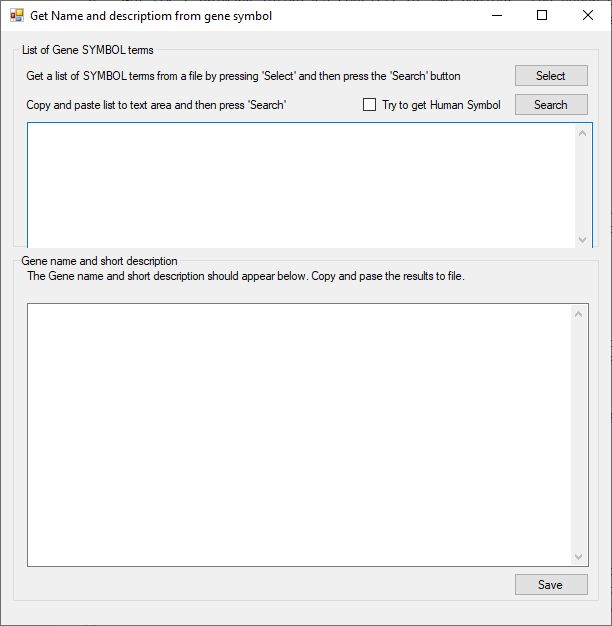 Get Name and descriptiom from gene symbol
List of Gene SYMBOL terms
Get a list of SYMBOL terms from a file by pressing 'Select' and then press the 'Search' button
Select
Copy and paste list to text area and then press 'Search'
Try to get Human Symbol
Search
Gene name and short description
The Gene name and short description should appear below. Copy and pase the results to file.
Save